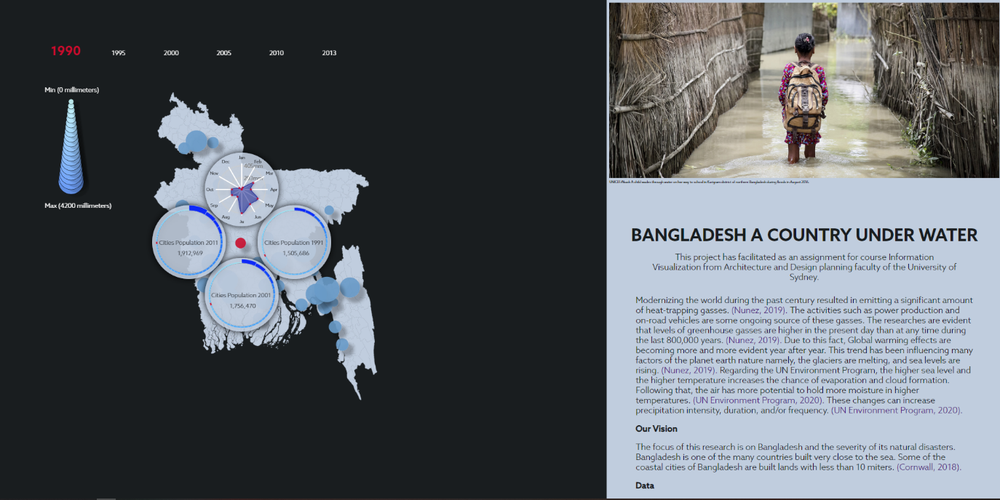 1990
1995
2000
2005
2010
2013
Min (0 millimeters)
Max (4200 millimeters)
Jan
Feb
Mar
Apr
May
Jun
Ju
Aug
Sep
Oct
Nov
Dec
405mm
Cities Population 2011
1,912,969
Cities Population 1991
1,505,686
Cities Population 2001
1,756,470
UNICEF/Akash A child wades through water on her way to school in Kurigram district of northern Bangladesh during floods in August 2016.
BANGLADESH A COUNTRY UNDER WATER
This project has facilitated as an assignment for course Information
Visualization from Architecture and Design planning faculty of the University of
Sydney.
Modernizing the world during the past century resulted in emitting a significant amount
of heat-trapping gasses. (Nunez, 2019). The activities such as power production and
on-road vehicles are some ongoing source of these gasses. The researches are evident
that levels of greenhouse gasses are higher in the present day than at any time during
the last 800,000 years. (Nunez, 2019). Due to this fact, Global warming effects are
becoming more and more evident year after year. This trend has been influencing many
factors of the planet earth nature namely, the glaciers are melting, and sea levels are
rising. (Nunez, 2019). Regarding the UN Environment Program, the higher sea level and
the higher temperature increases the chance of evaporation and cloud formation.
Following that, the air has more potential to hold more moisture in higher
temperatures. (UN Environment Program, 2020). These changes can increase
precipitation intensity, duration, and/or frequency. (UN Environment Program, 2020).
Our Vision
The focus of this research is on Bangladesh and the severity of its natural disasters.
Bangladesh is one of the many countries built very close to the sea. Some of the
coastal cities of Bangladesh are built lands with less than 10 miters. (Cornwall, 2018).
Data